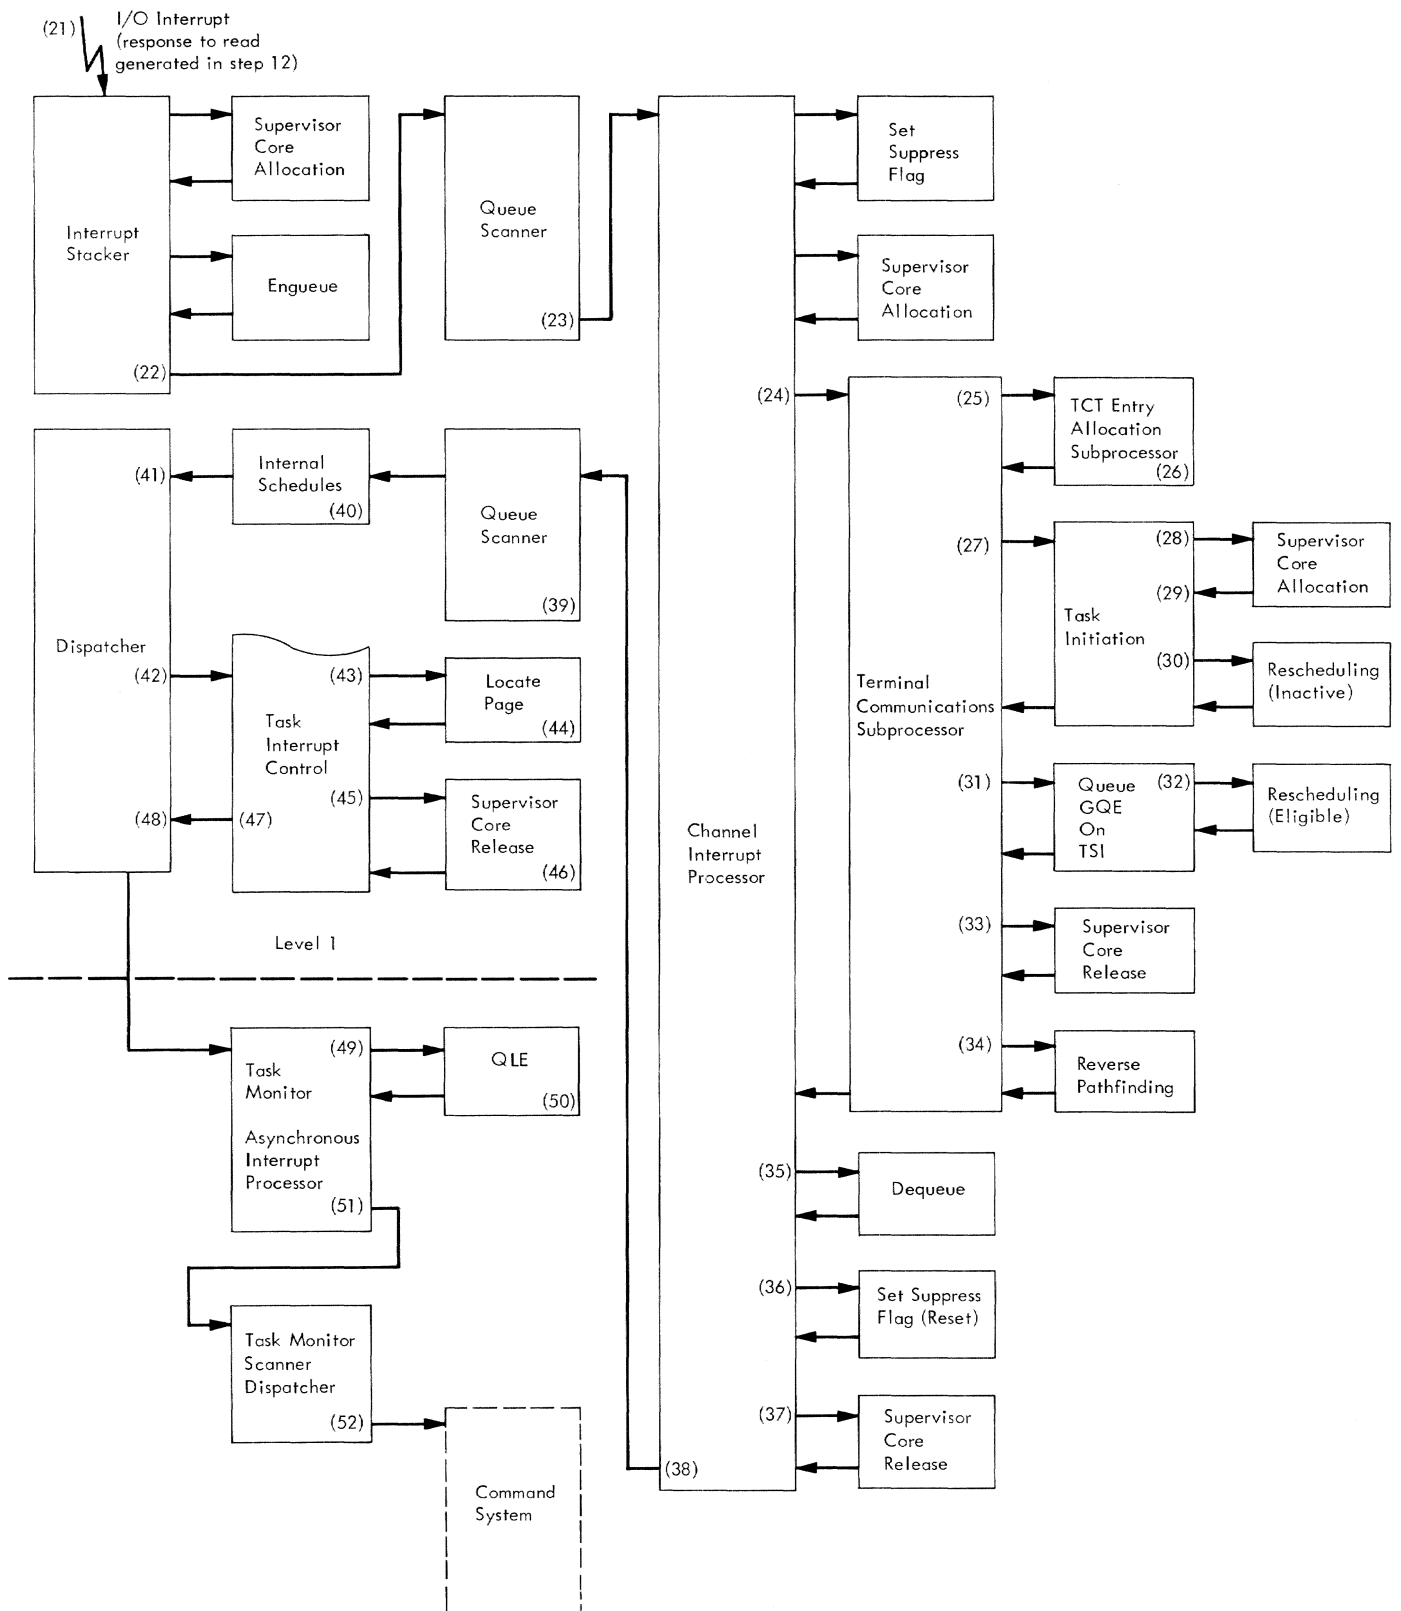 (21)
I/O Interrupt
(response to read
generated in step 12)
Interrupt
Stacker
(22)
Supervisor
Core
Allocation
Engueue
Queue
Scanner
(23)
Channel
Interrupt
Processor
(24)
Set
Suppress
Flag
Supervisor
Core
Allocation
Terminal
Communications
Subprocessor
(25)
TCT Entry
Allocation
Subprocessor
(26)
(27)
Task
Initiation
(28)
Supervisor
Core
Allocation
(29)
(30)
Rescheduling
(Inactive)
(31)
Queue
GQE
On
TSI
(32)
Rescheduling
(Eligible)
(33)
Supervisor
Core
Release
(34)
Reverse
Pathfinding
(35)
Dequeue
(36)
Set Suppress
Flag (Reset)
(37)
Supervisor
Core
Release
(38)
Queue
Scanner
(39)
Internal
Schedules
(40)
(41)
Dispatcher
(42)
Task
Interrupt
Control
(43)
Locate
Page
(44)
(45)
Supervisor
Core
Release
(46)
(47)
(48)
Level 1
Task
Monitor
Asynchronous
Interrupt
Processor
(49)
QLE
(50)
(51)
Task Monitor
Scanner
Dispatcher
(52)
Command
System